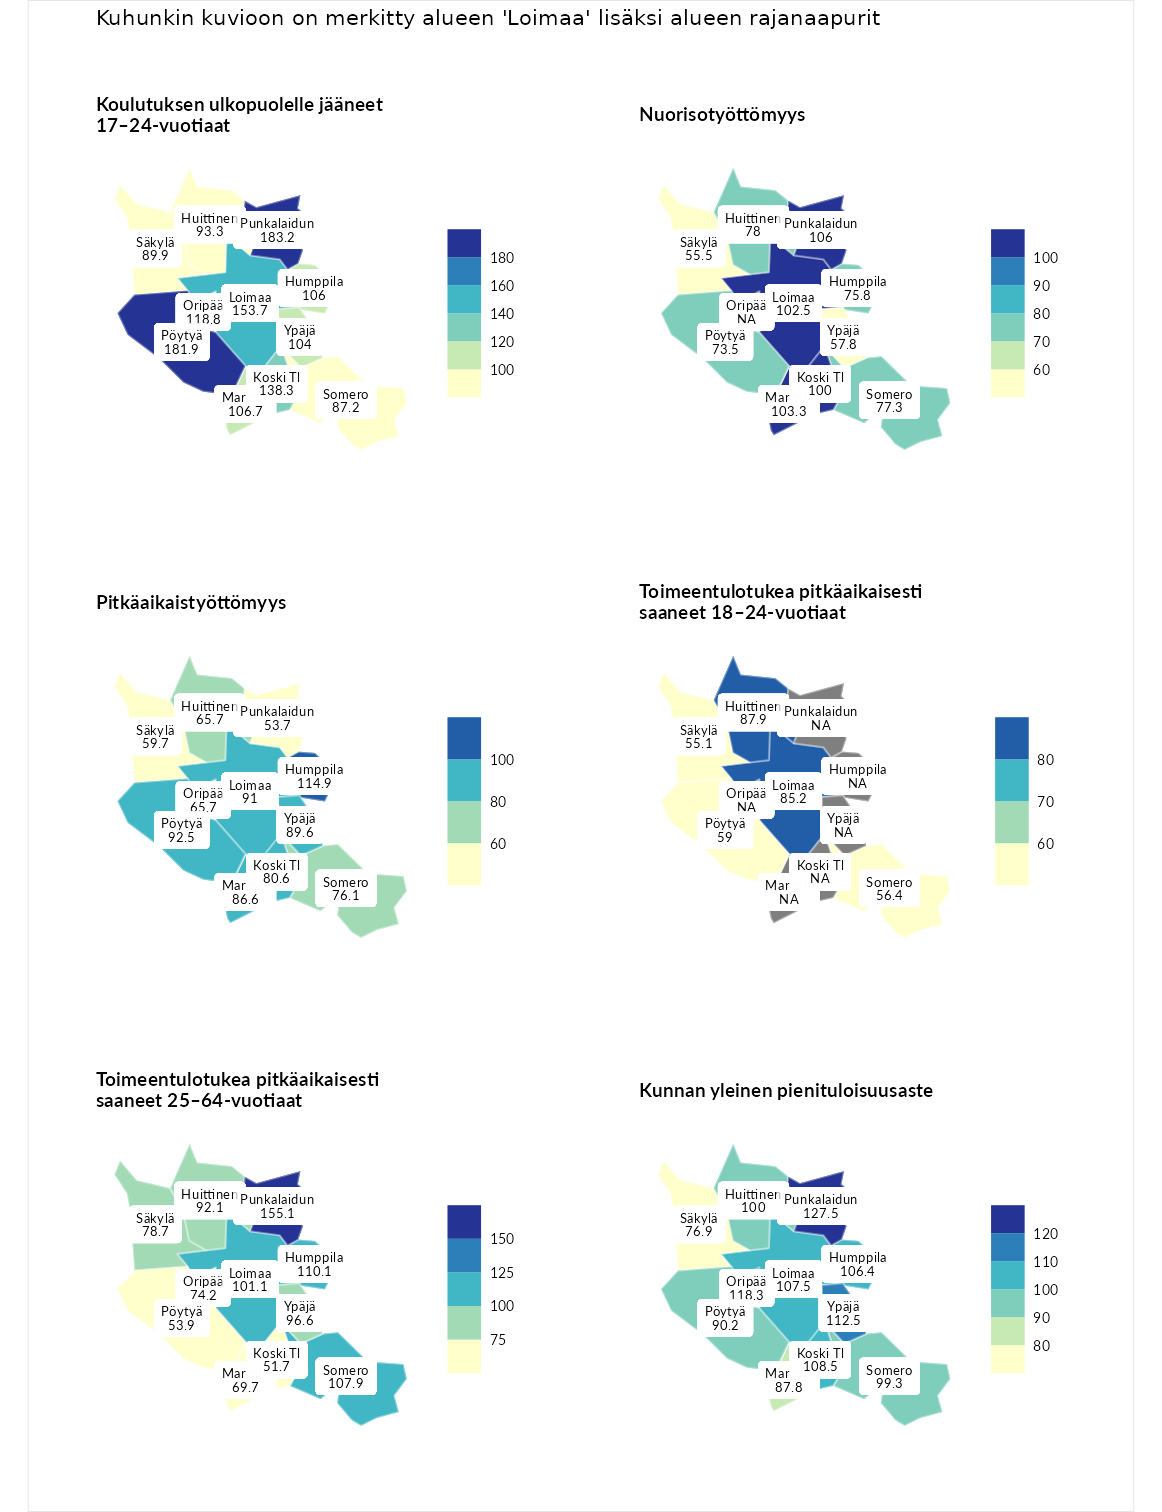 Kuhunkin kuvioon on merkitty alueen 'Loimaa' lisäksi alueen rajanaapurit
Koulutuksen ulkopuolelle jääneet
17–24-vuotiaat
Huittinen
93.3
Punkalaidun
183.2
Säkylä
89.9
Humppila
106
Loimaa
153.7
Oripää
118.8
Ypäjä
104
Pöytyä
181.9
Koski Tl
138.3
Mar
106.7
Somero
87.2
180
160
140
120
100
Nuorisotyöttömyys
Huittinen
78
Punkalaidun
106
Säkylä
55.5
Humppila
75.8
Loimaa
102.5
Oripää
NA
Ypäjä
57.8
Pöytyä
73.5
Koski Tl
100
Mar
103.3
Somero
77.3
100
90
80
70
60
Pitkäaikaistyöttömyys
Huittinen
65.7
Punkalaidun
53.7
Säkylä
59.7
Humppila
114.9
Loimaa
91
Oripää
65.7
Ypäjä
89.6
Pöytyä
92.5
Koski Tl
80.6
Mar
86.6
Somero
76.1
100
80
60
Toimeentulotukea pitkäaikaisesti
saaneet 18–24-vuotiaat
Huittinen
87.9
Punkalaidun
NA
Säkylä
55.1
Humppila
NA
Loimaa
85.2
Oripää
NA
Ypäjä
NA
Pöytyä
59
Koski Tl
NA
Mar
NA
Somero
56.4
80
70
60
Toimeentulotukea pitkäaikaisesti
saaneet 25–64-vuotiaat
Huittinen
92.1
Punkalaidun
155.1
Säkylä
78.7
Humppila
110.1
Loimaa
101.1
Oripää
74.2
Ypäjä
96.6
Pöytyä
53.9
Koski Tl
51.7
Mar
69.7
Somero
107.9
150
125
100
75
Kunnan yleinen pienituloisuusaste
Huittinen
100
Punkalaidun
127.5
Säkylä
76.9
Humppila
106.4
Loimaa
107.5
Oripää
118.3
Ypäjä
112.5
Pöytyä
90.2
Koski Tl
108.5
Mar
87.8
Somero
99.3
120
110
100
90
80